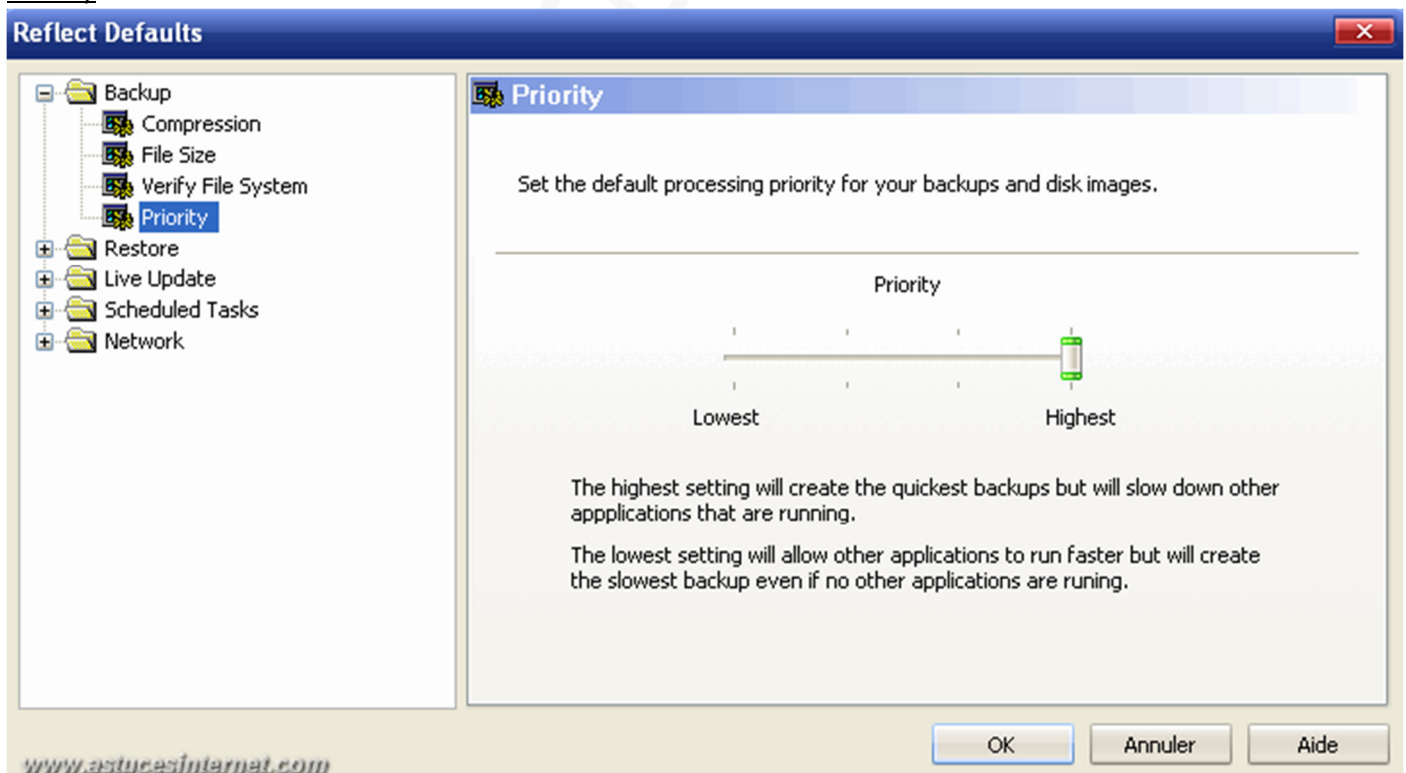 Reflect Defaults
Backup
Compression
File Size
Verify File System
Priority
Restore
Live Update
Scheduled Tasks
Network
Priority
Set the default processing priority for your backups and disk images.
Priority
Lowest Highest
The highest setting will create the quickest backups but will slow down other
appplications that are running.
The lowest setting will allow other applications to run faster but will create
the slowest backup even if no other applications are runing.
OK Annuler Aide
www.astucesinternet.com